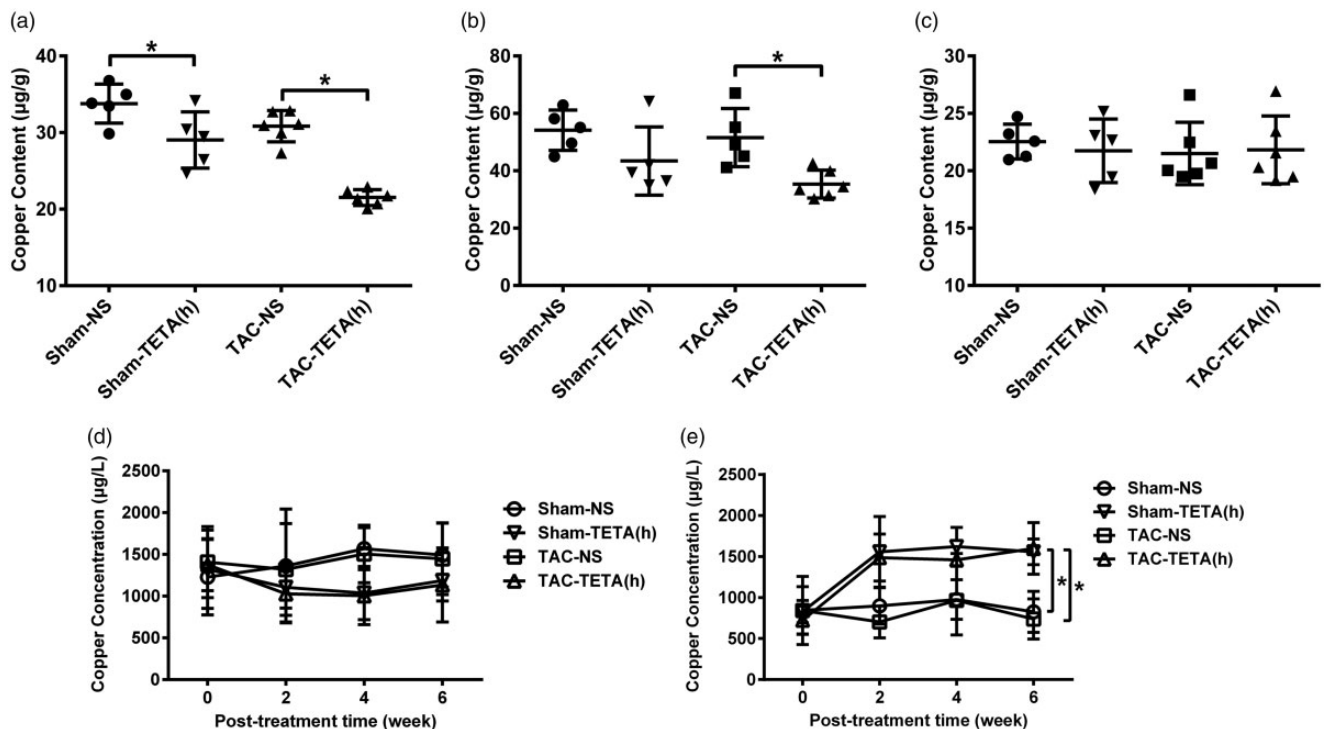 (a)
Copper Content (µg/g)
40
30
20
10
*
*
Sham-NS
Sham-TETA(h)
TAC-NS
TAC-TETA(h)
(b)
Copper Content (µg/g)
80
60
40
20
0
*
Sham-NS
Sham-TETA(h)
TAC-NS
TAC-TETA(h)
(c)
Copper Content (µg/g)
30
25
20
15
10
Sham-NS
Sham-TETA(h)
TAC-NS
TAC-TETA(h)
(d)
Copper Concentration (µg/L)
2500
2000
1500
1000
500
0
0 2 4 6
Post-treatment time (week)
Sham-NS
Sham-TETA(h)
TAC-NS
TAC-TETA(h)
(e)
Copper Concentration (µg/L)
2500
2000
1500
1000
500
0
0 2 4 6
Post-treatment time (week)
* *
Sham-NS
Sham-TETA(h)
TAC-NS
TAC-TETA(h)